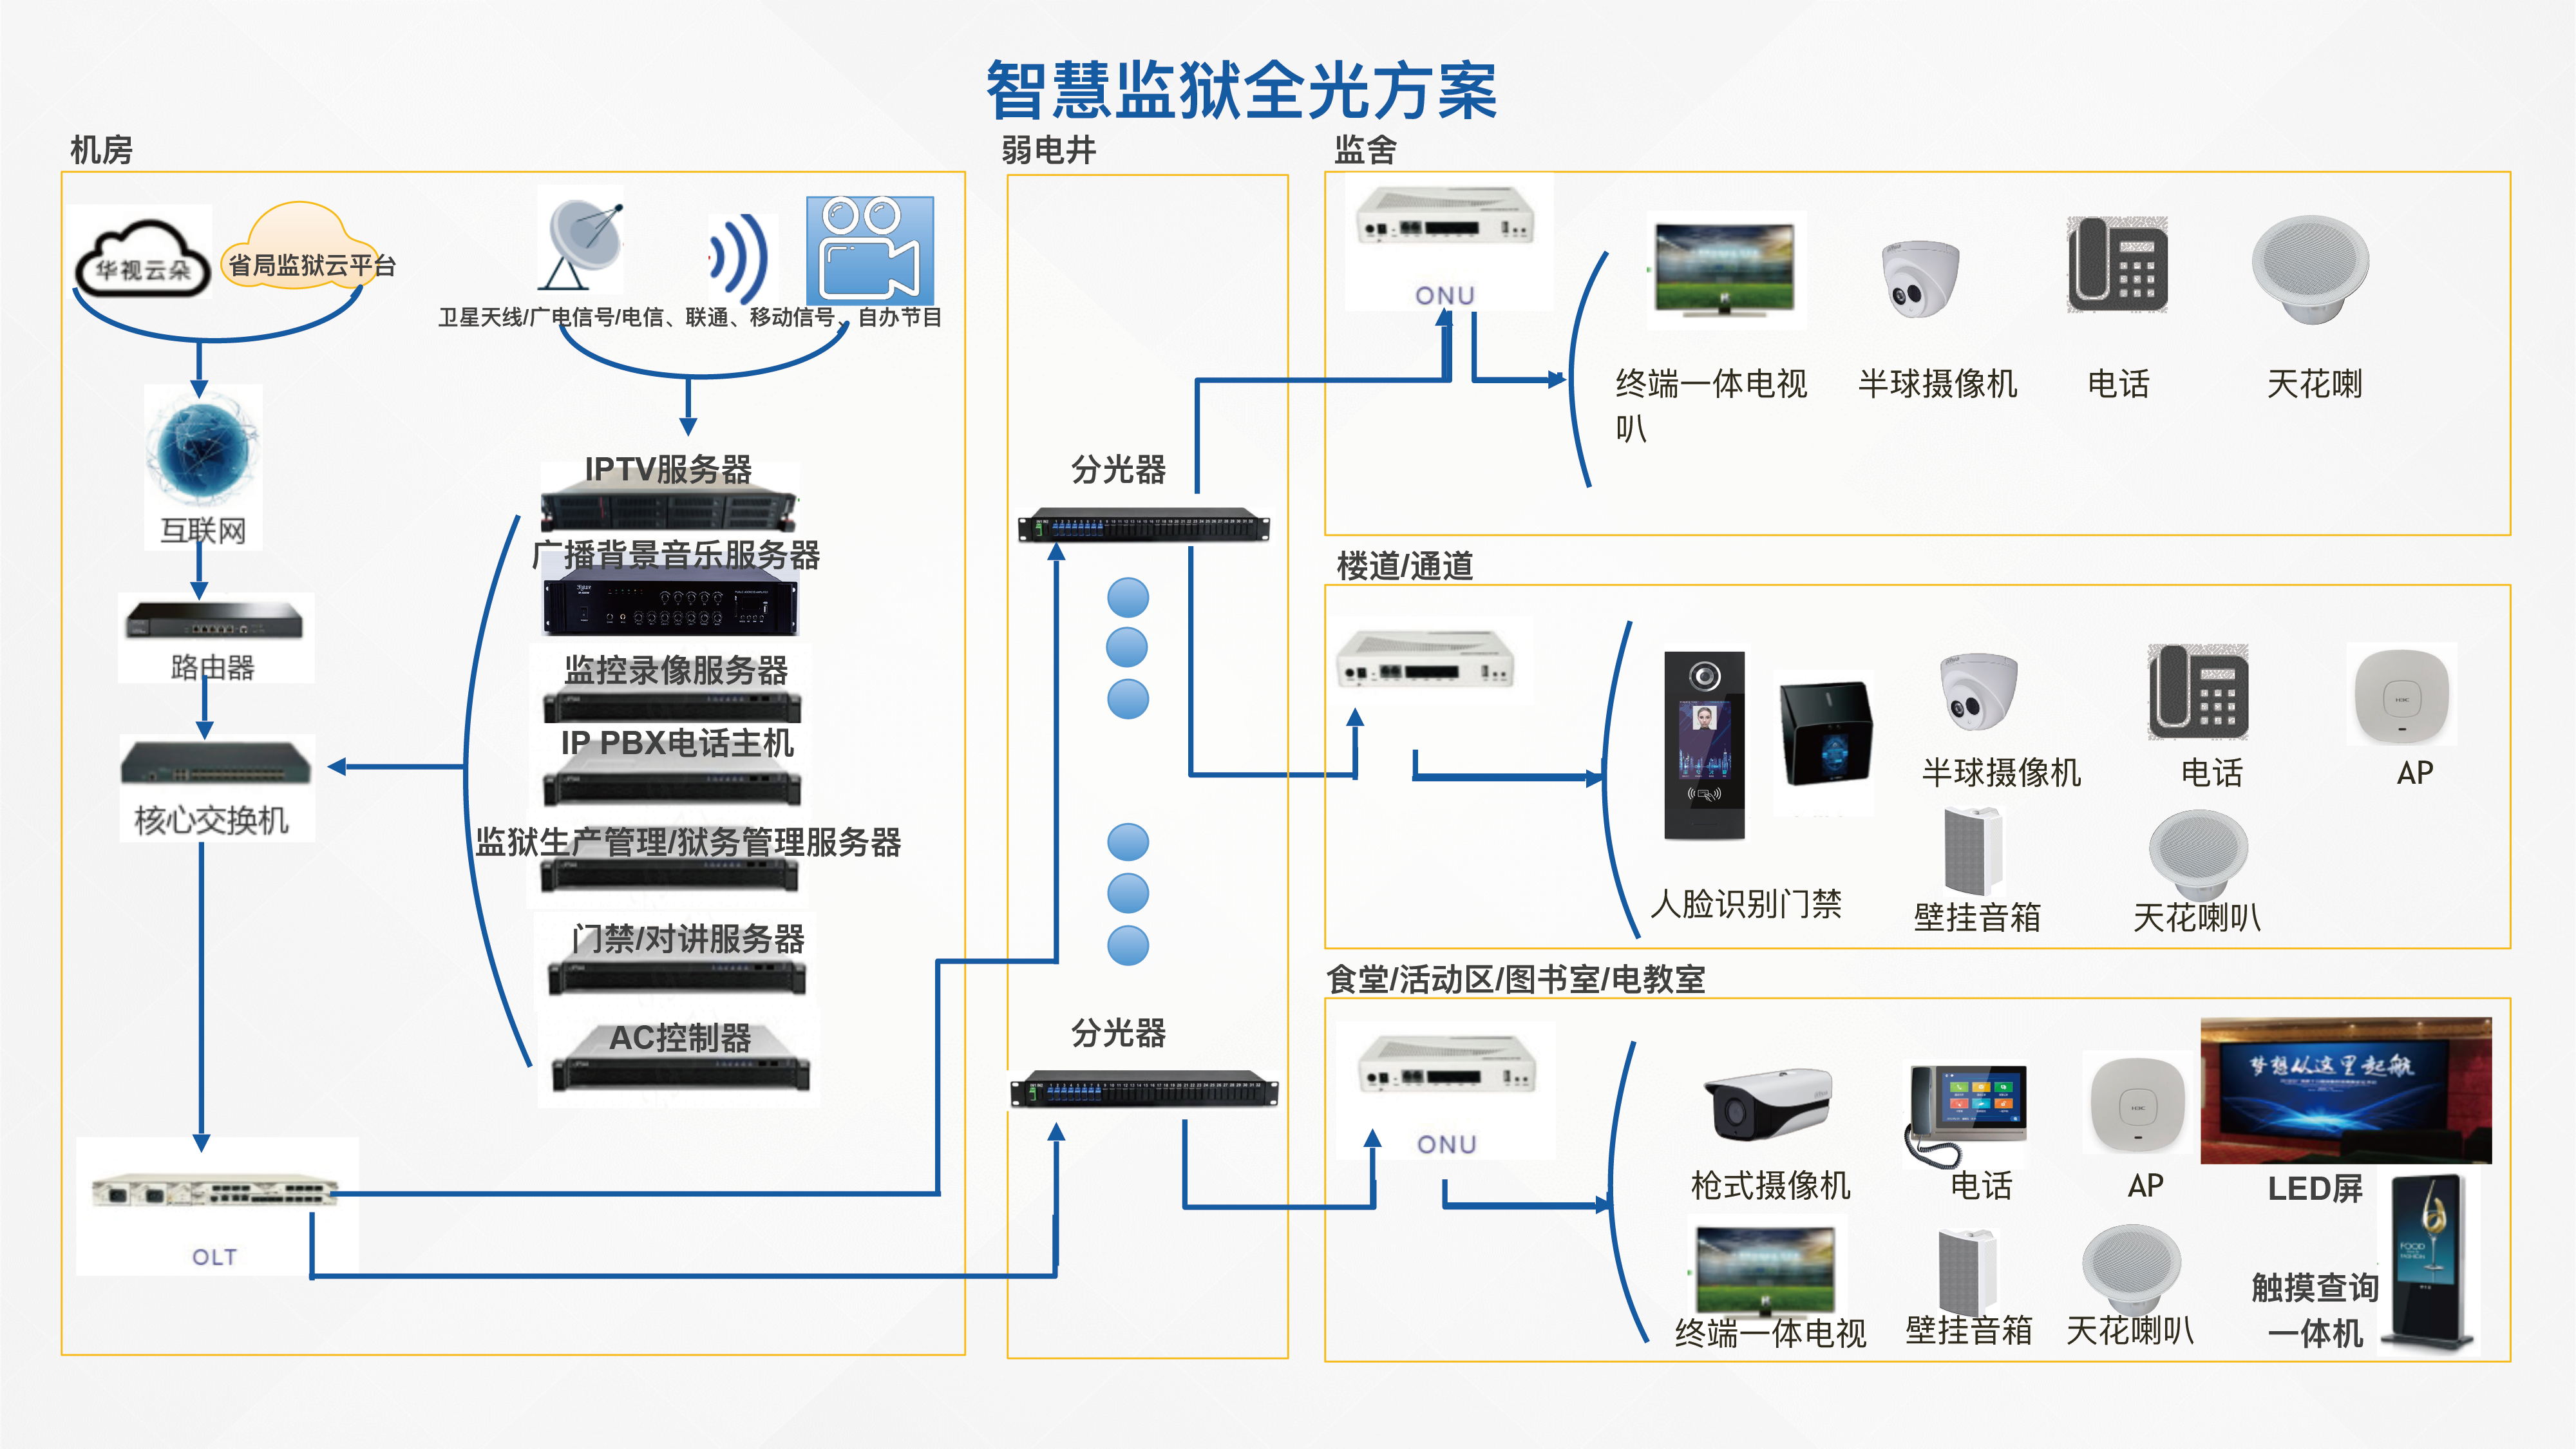 智慧监狱全光方案
机房
华视云朵
省局监狱云平台
卫星天线/广电信号/电信、联通、移动信号、自办节目
互联网
路由器
核心交换机
OLT
IPTV服务器
广播背景音乐服务器
监控录像服务器
IP PBX电话主机
监狱生产管理/狱务管理服务器
门禁/对讲服务器
AC控制器
弱电井
分光器
分光器
监舍
ONU
终端一体电视 半球摄像机 电话 天花喇
叭
楼道/通道
H3C
半球摄像机 电话 AP
人脸识别门禁 壁挂音箱 天花喇叭
食堂/活动区/图书室/电教室
ONU
H3C
梦想从这里起航
枪式摄像机 电话 AP LED屏
FOOD
FASHION
终端一体电视 壁挂音箱 天花喇叭
触摸查询
一体机